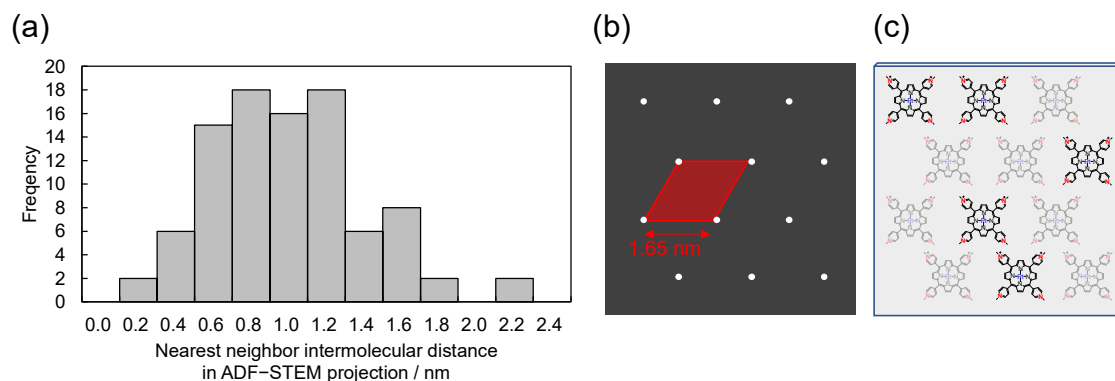 (a)
(b)
(c)
20
18
16
14
12
10
8
6
4
2
0
Freqency
0.0 0.2 0.4 0.6 0.8 1.0 1.2 1.4 1.6 1.8 2.0 2.2 2.4
Nearest neighbor intermolecular distance
in ADF−STEM projection / nm
1.65 nm